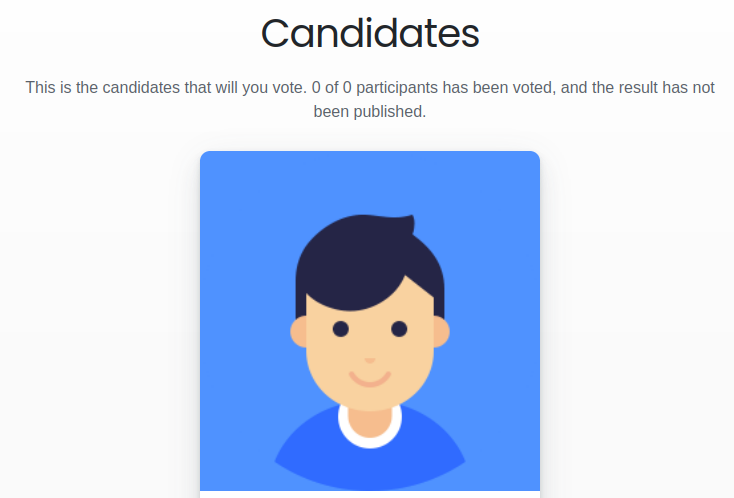 Candidates
This is the candidates that will you vote. 0 of 0 participants has been voted, and the result has not
been published.